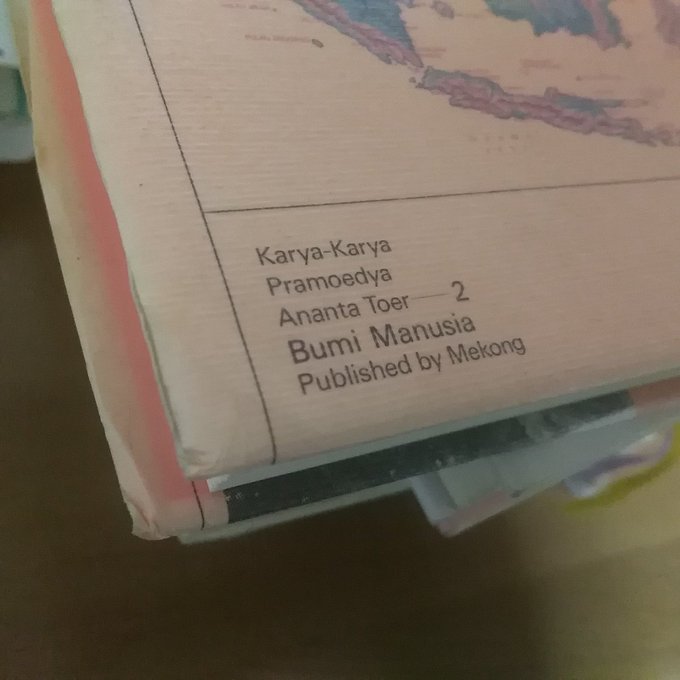 Karya-Karya
Pramoedya
Ananta Toer — 2
Bumi Manusia
Published by Mekong